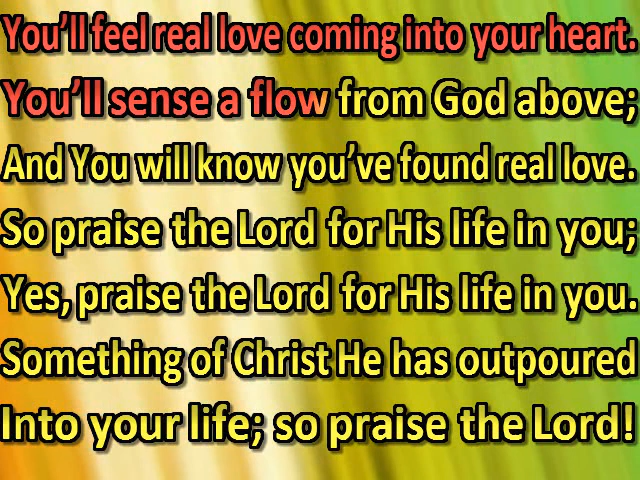 You'll feel real love coming into your heart.
You'll sense a flow from God above;
And You will know you've found real love.
So praise the Lord for His life in you;
Yes, praise the Lord for His life in you.
Something of Christ He has outpoured
Into your life; so praise the Lord!